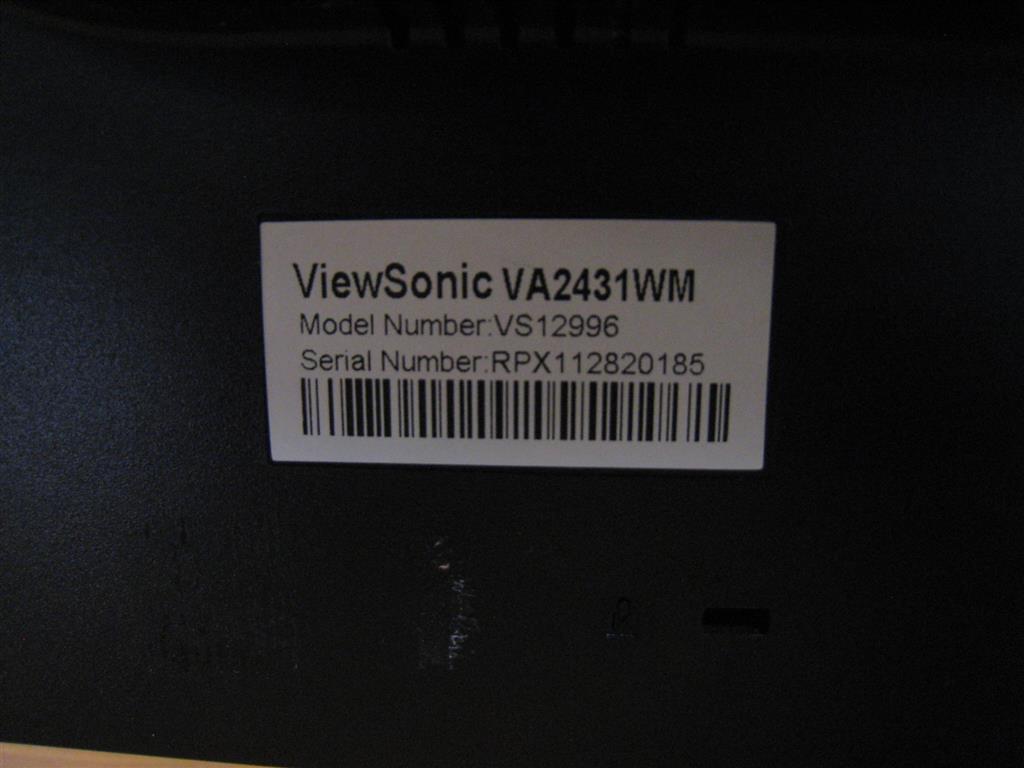 ViewSonic VA2431WM
Model Number:VS12996
Serial Number:RPX112820185